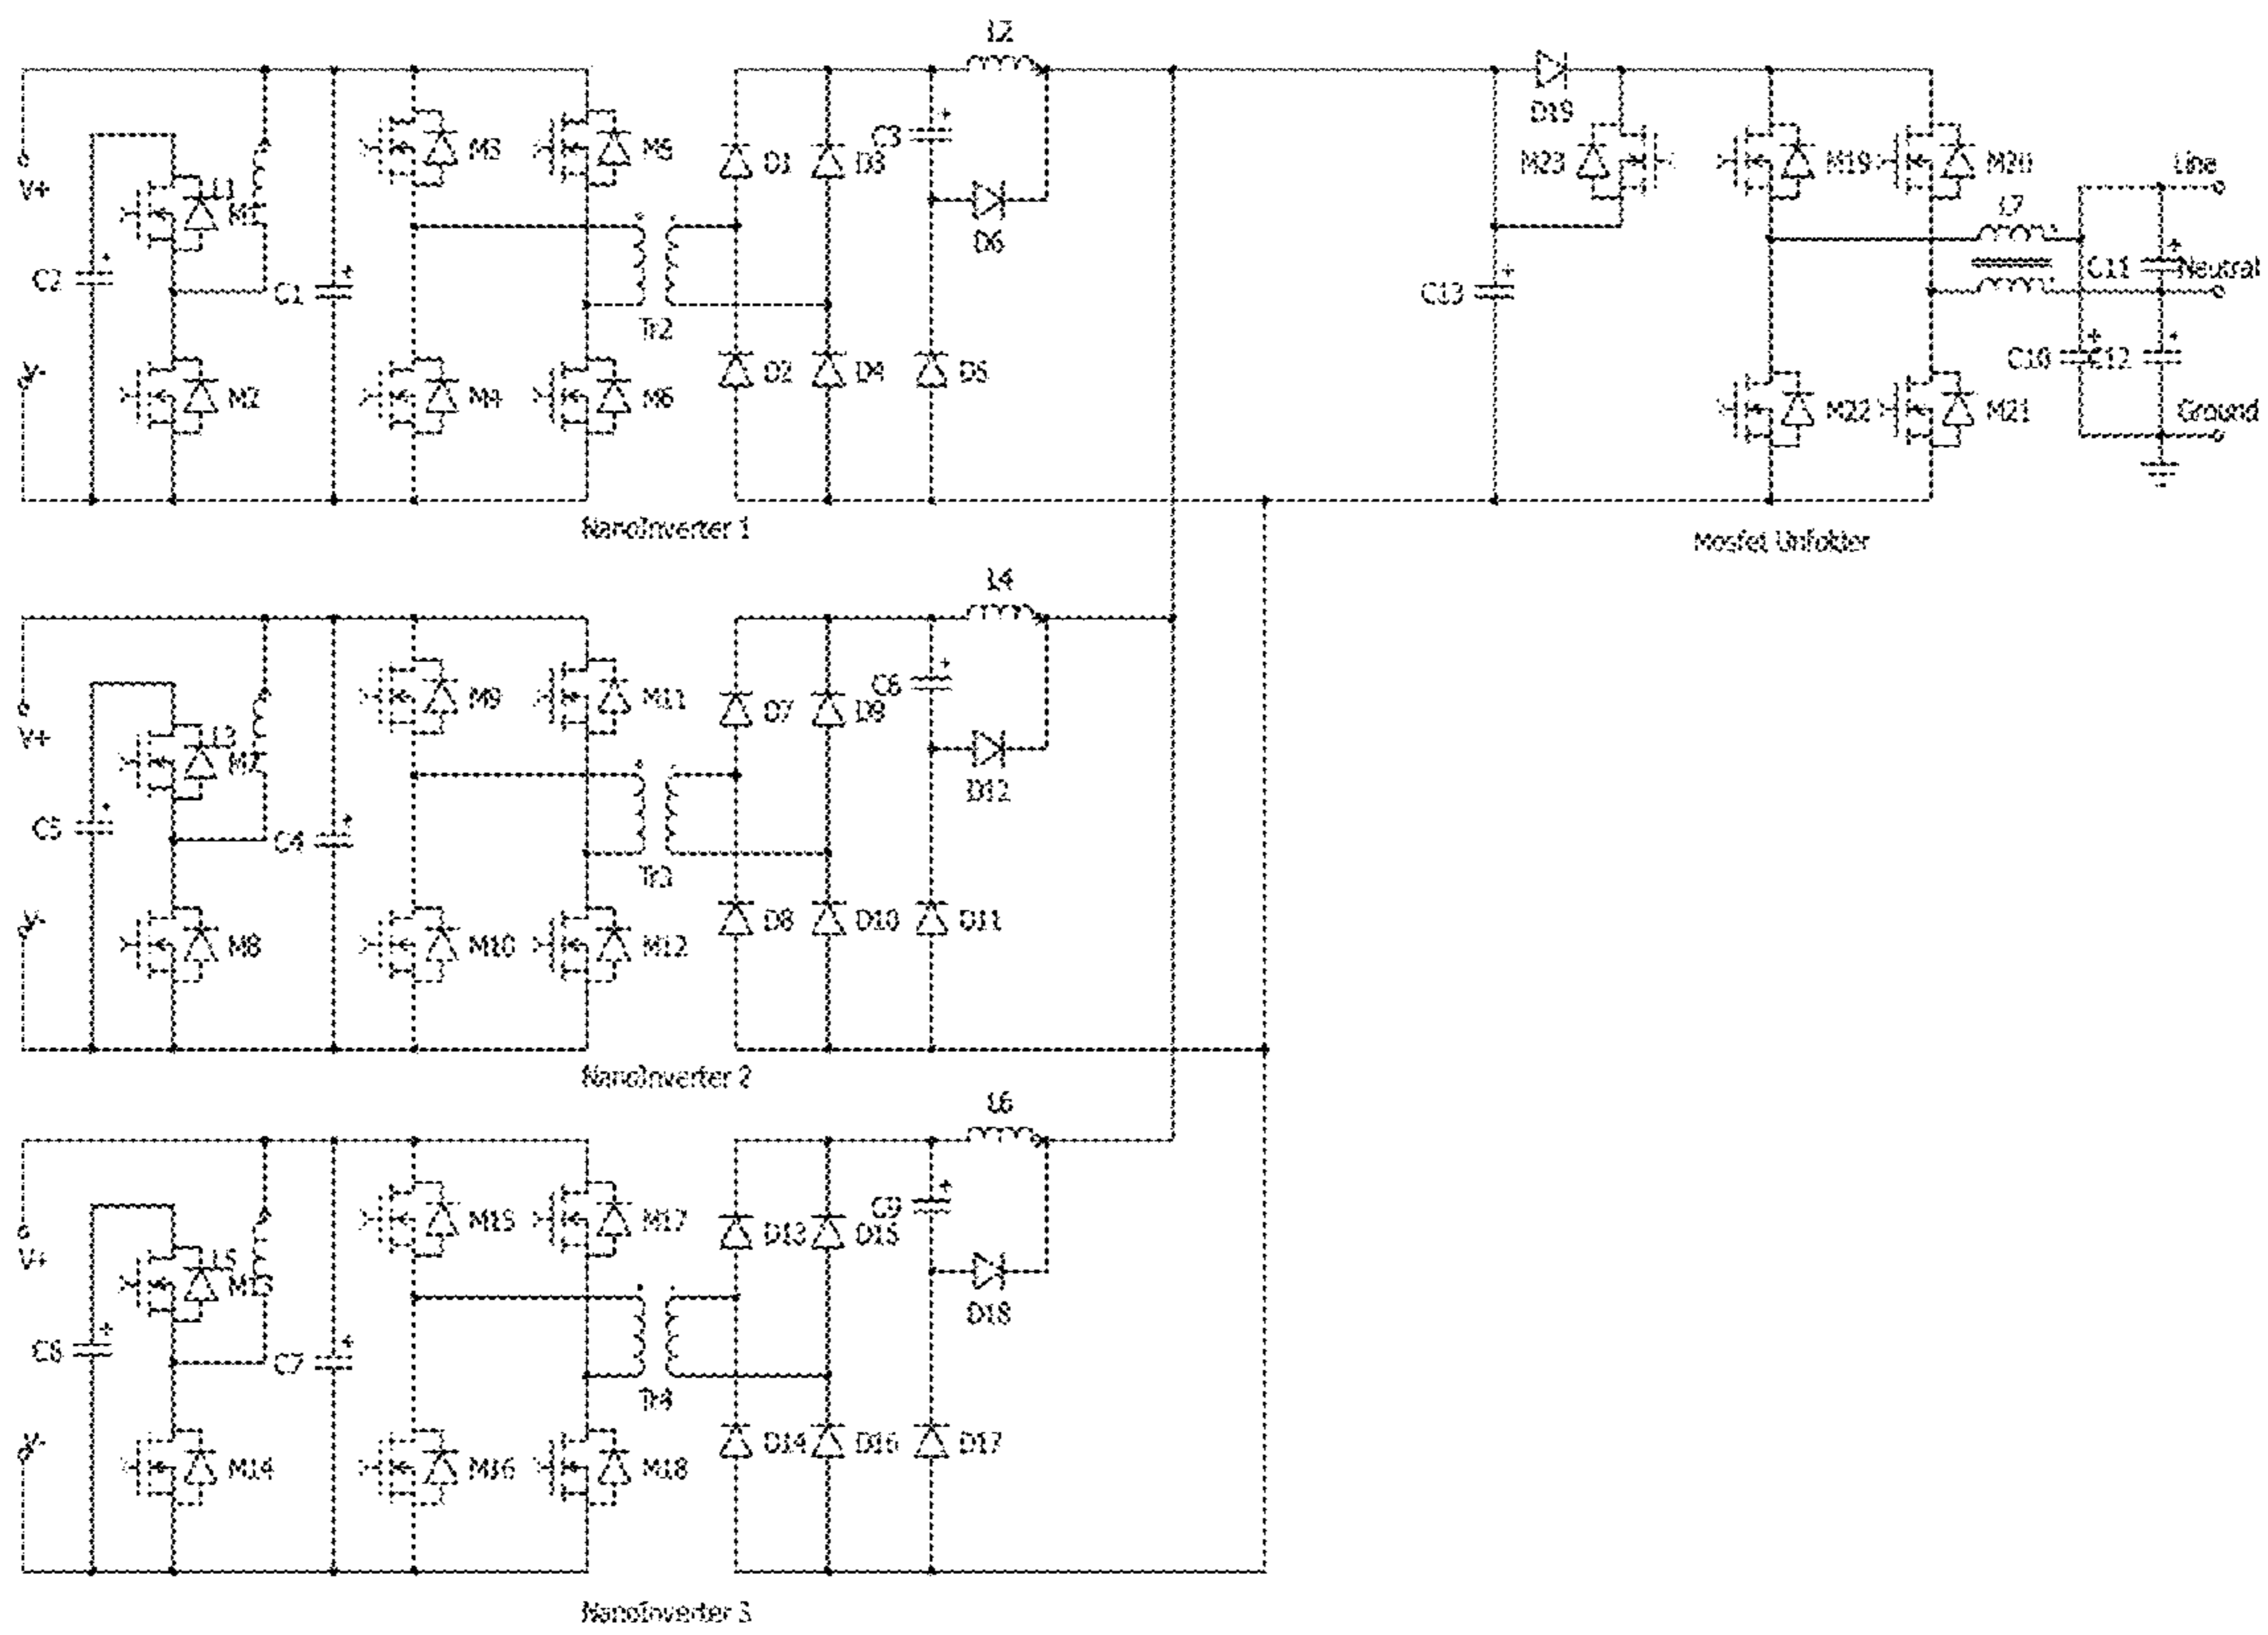 L2
D19
C3
M3
M5
D1
D3
M23
M19
M20
Line
V+
L1
M1
D6
L7
C2
C1
C13
C11
Neutral
Tr2
V-
M2
M4
M6
D2
D4
D5
C10
C12
M22
M21
Ground
NanoInverter 1
Mosfet Unfolder
L4
C6
M9
M11
D7
D9
V+
L3
M7
D12
C5
C4
Tr3
V-
M8
M10
M12
D8
D10
D11
NanoInverter 2
L6
C9
M15
M17
D13
D15
V+
L5
M13
D18
C8
C7
Tr4
V-
M14
M16
M18
D14
D16
D17
NanoInverter 3